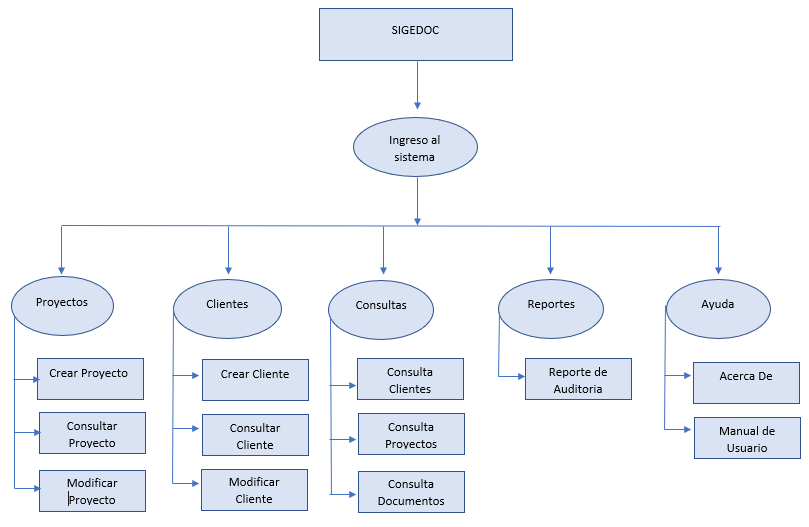 SIGEDOC
Ingreso al
sistema
Proyectos
Clientes
Consultas
Reportes
Ayuda
Crear Proyecto
Consultar
Proyecto
Modificar
Proyecto
Crear Cliente
Consultar
Cliente
Modificar
Cliente
Consulta
Clientes
Consulta
Proyectos
Consulta
Documentos
Reporte de
Auditoria
Acerca De
Manual de
Usuario